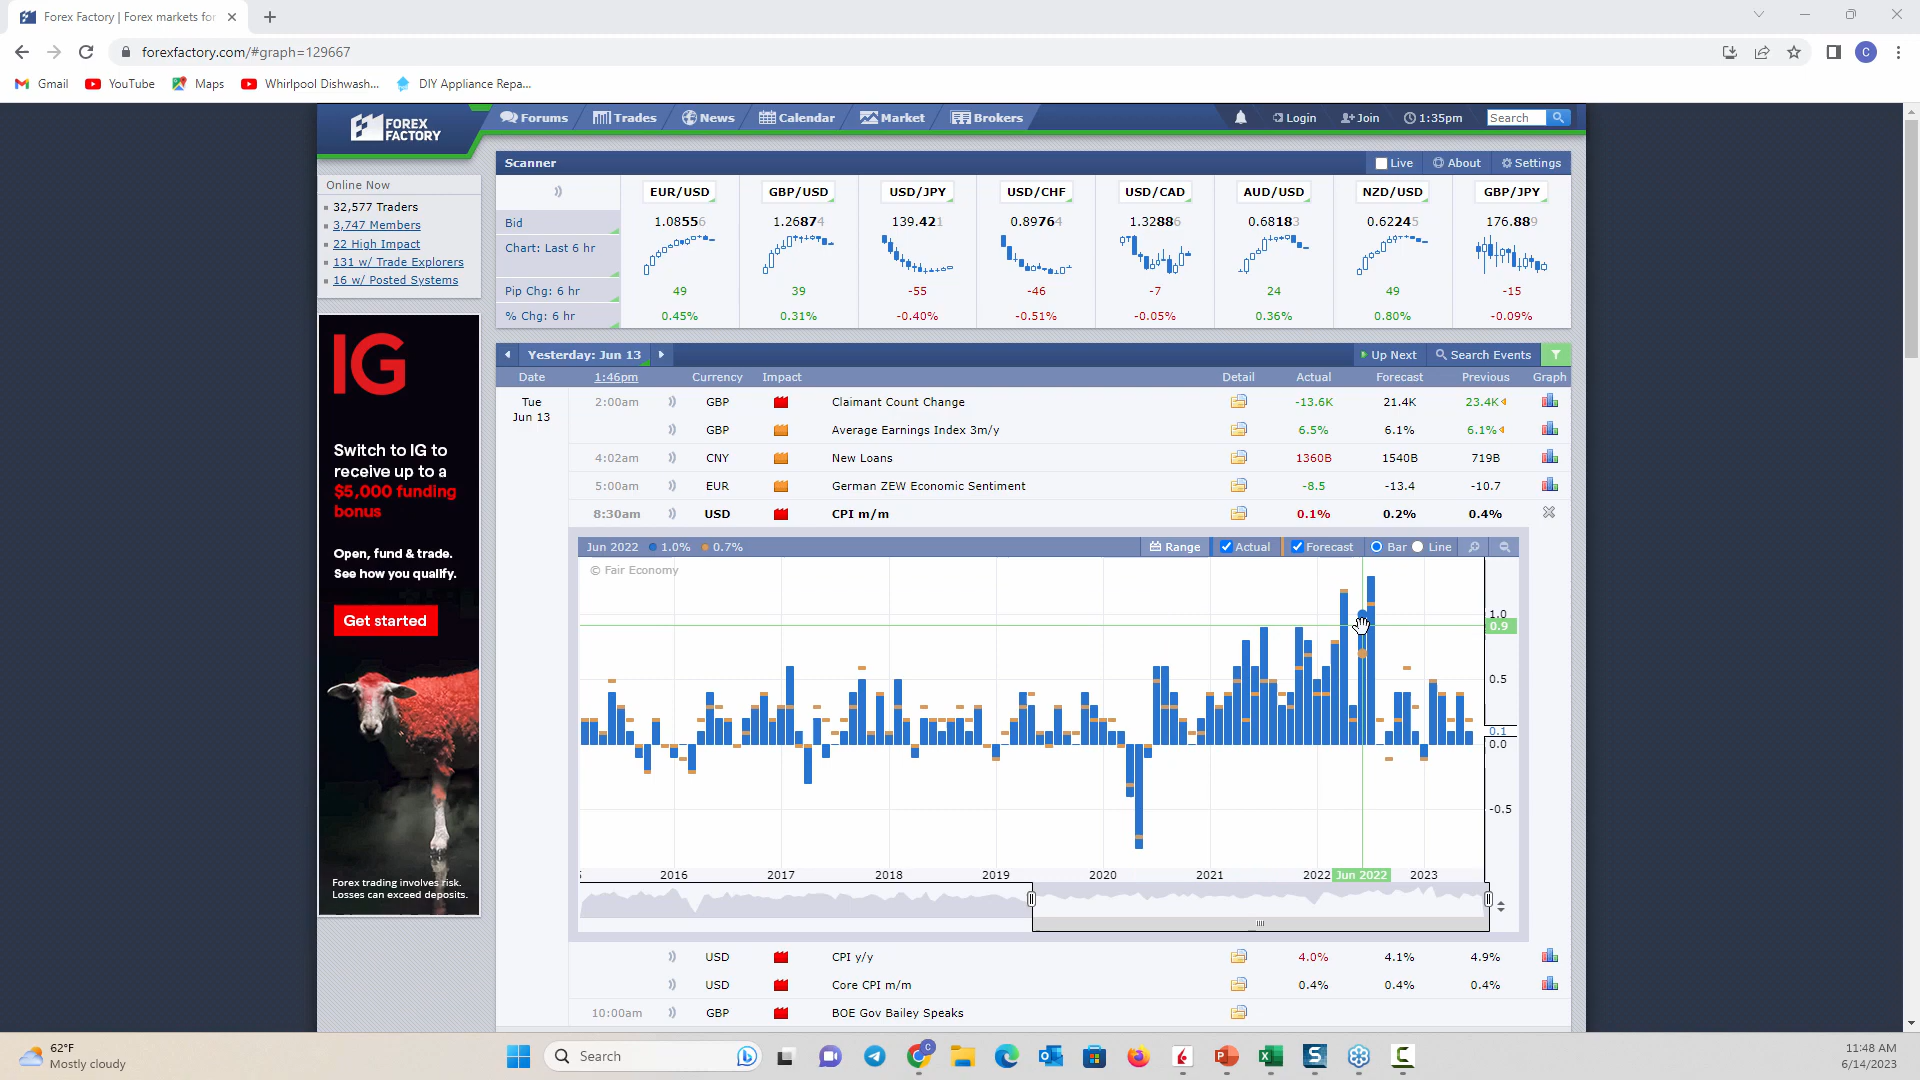 Forex Factory | Forex markets for
forexfactory.com/#graph=129667
C
Gmail YouTube Maps Whirlpool Dishwash... DIY Appliance Repa...
FOREX FACTORY
Forums Trades News Calendar Market Brokers Login Join 1:35pm Search
Online Now
32,577 Traders
3,747 Members
22 High Impact
131 w/ Trade Explorers
16 w/ Posted Systems
Scanner Live About Settings
EUR/USD GBP/USD USD/JPY USD/CHF USD/CAD AUD/USD NZD/USD GBP/JPY
Bid 1.08556 1.26874 139.421 0.89764 1.32886 0.68183 0.62245 176.889
Chart: Last 6 hr
Pip Chg: 6 hr 49 39 -55 -46 -7 24 49 -15
% Chg: 6 hr 0.45% 0.31% -0.40% -0.51% -0.05% 0.36% 0.80% -0.09%
IG
Switch to IG to
receive up to a
$5,000 funding
bonus
Open, fund & trade.
See how you qualify.
Get started
Forex trading involves risk.
Losses can exceed deposits.
Yesterday: Jun 13 Up Next Search Events
Date 1:46pm Currency Impact Detail Actual Forecast Previous Graph
Tue
Jun 13
2:00am GBP Claimant Count Change -13.6K 21.4K 23.4K
GBP Average Earnings Index 3m/y 6.5% 6.1% 6.1%
4:02am CNY New Loans 1360B 1540B 719B
5:00am EUR German ZEW Economic Sentiment -8.5 -13.4 -10.7
8:30am USD CPI m/m 0.1% 0.2% 0.4%
Jun 2022 1.0% 0.7% Range Actual Forecast Bar Line
© Fair Economy
1.0
0.9
0.5
0.1
0.0
-0.5
2016 2017 2018 2019 2020 2021 2022 Jun 2022 2023
USD CPI y/y 4.0% 4.1% 4.9%
USD Core CPI m/m 0.4% 0.4% 0.4%
10:00am GBP BOE Gov Bailey Speaks
62°F
Mostly cloudy
Search
C
S
C
11:48 AM
6/14/2023